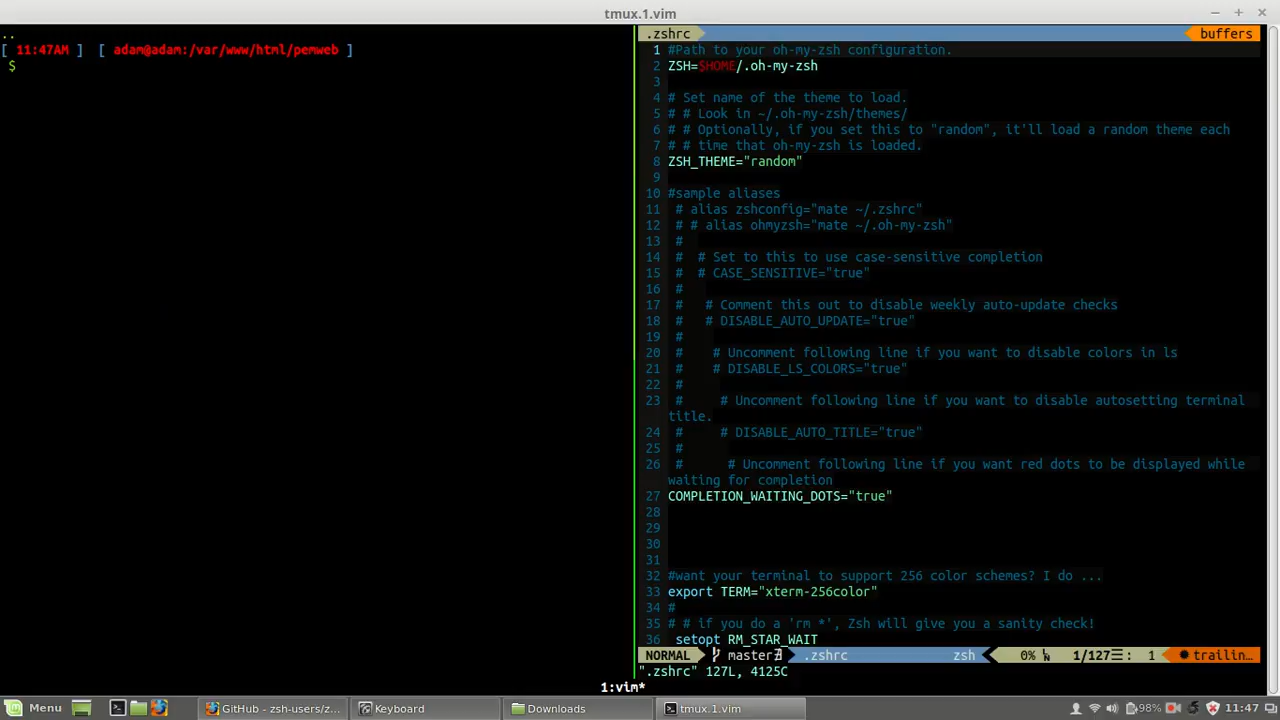 tmux.1.vim
..
[ 11:47AM ] [ adam@adam:/var/www/html/pemweb ]
$
.zshrc buffers
1 #Path to your oh-my-zsh configuration.
2 ZSH=$HOME/.oh-my-zsh
3
4 # Set name of the theme to load.
5 # # Look in ~/.oh-my-zsh/themes/
6 # # Optionally, if you set this to "random", it'll load a random theme each
7 # # time that oh-my-zsh is loaded.
8 ZSH_THEME="random"
9
10 #sample aliases
11 # alias zshconfig="mate ~/.zshrc"
12 # # alias ohmyzsh="mate ~/.oh-my-zsh"
13 #
14 # # Set to this to use case-sensitive completion
15 # # CASE_SENSITIVE="true"
16 #
17 # # Comment this out to disable weekly auto-update checks
18 # # DISABLE_AUTO_UPDATE="true"
19 #
20 # # Uncomment following line if you want to disable colors in ls
21 # # DISABLE_LS_COLORS="true"
22 #
23 # # Uncomment following line if you want to disable autosetting terminal
title.
24 # # DISABLE_AUTO_TITLE="true"
25 #
26 # # Uncomment following line if you want red dots to be displayed while
waiting for completion
27 COMPLETION_WAITING_DOTS="true"
28
29
30
31
32 #want your terminal to support 256 color schemes? I do ...
33 export TERM="xterm-256color"
34 #
35 # # if you do a 'rm *', Zsh will give you a sanity check!
36 setopt RM_STAR_WAIT
NORMAL master .zshrc zsh 0% 1/127☰: 1 trailin…
".zshrc" 127L, 4125C
1:vim*
Menu GitHub - zsh-users/z... Keyboard Downloads tmux.1.vim 98% 11:47